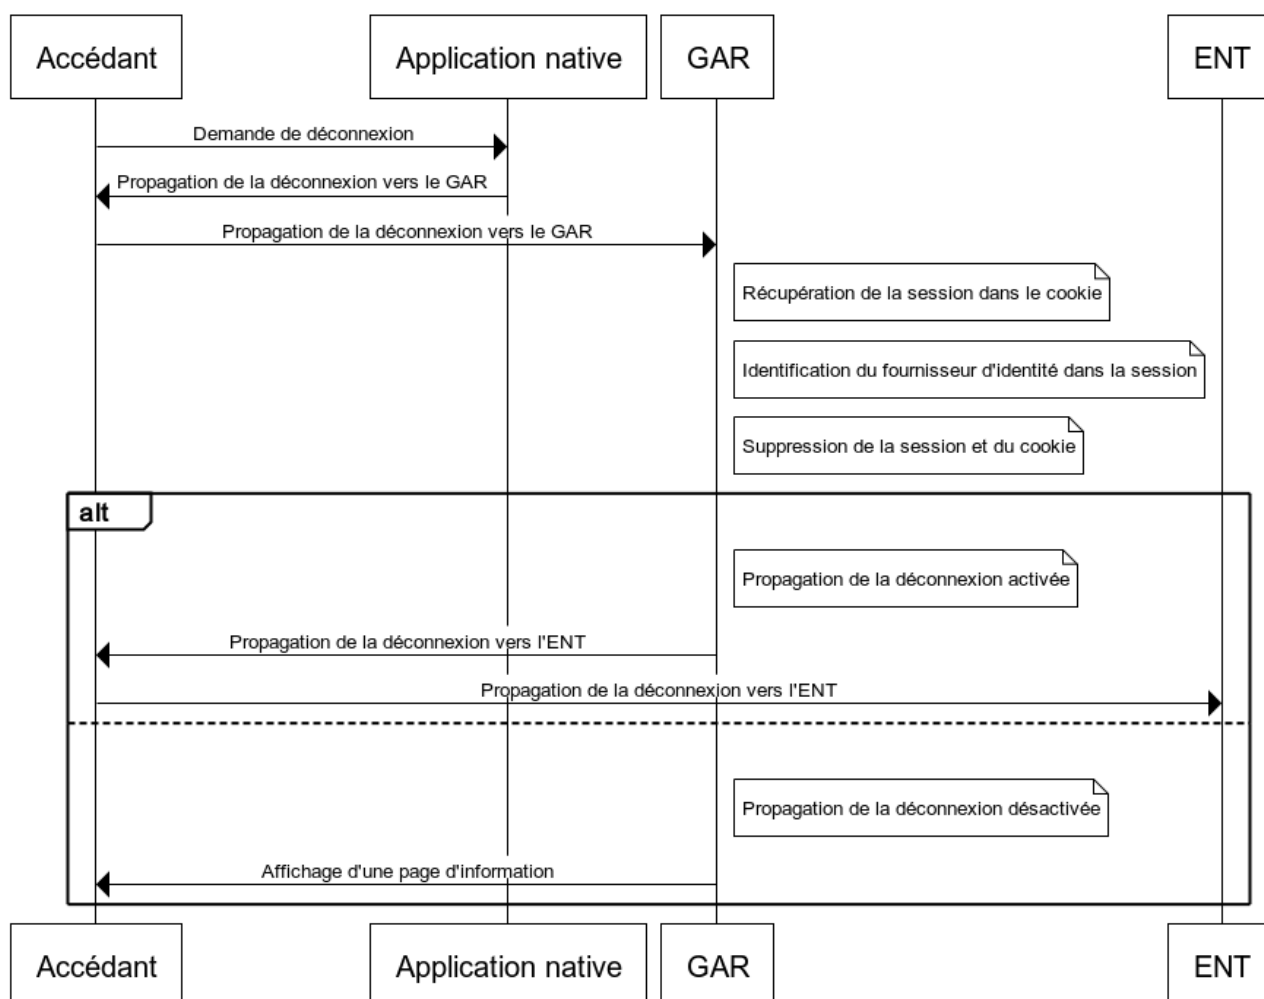 Accédant
Application native
GAR
ENT
Demande de déconnexion
Propagation de la déconnexion vers le GAR
Propagation de la déconnexion vers le GAR
Récupération de la session dans le cookie
Identification du fournisseur d'identité dans la session
Suppression de la session et du cookie
alt
Propagation de la déconnexion activée
Propagation de la déconnexion vers l'ENT
Propagation de la déconnexion vers l'ENT
Propagation de la déconnexion désactivée
Affichage d'une page d'information
Accédant
Application native
GAR
ENT